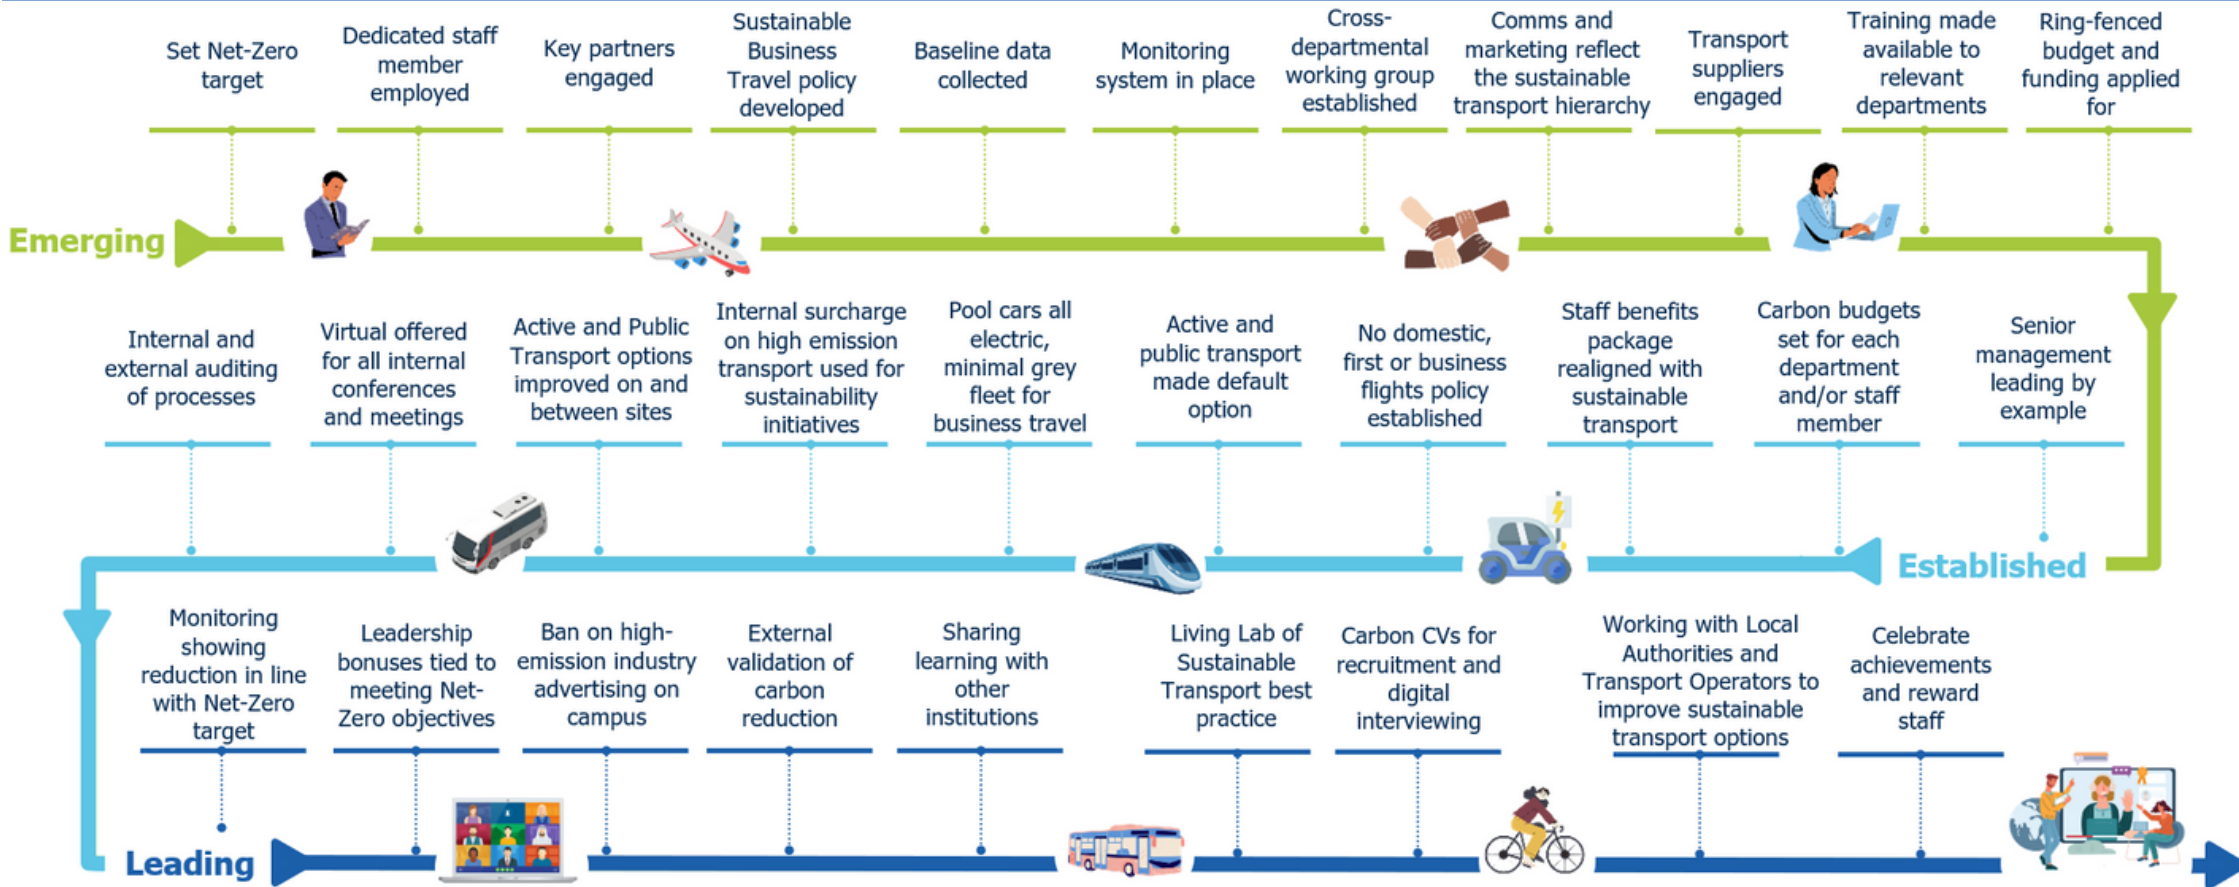 Set Net-Zero
target
Dedicated staff
member
employed
Key partners
engaged
Sustainable
Business
Travel policy
developed
Baseline data
collected
Monitoring
system in place
Cross-
departmental
working group
established
Comms and
marketing reflect
the sustainable
transport hierarchy
Transport
suppliers
engaged
Training made
available to
relevant
departments
Ring-fenced
budget and
funding applied
for
Emerging
Internal and
external auditing
of processes
Virtual offered
for all internal
conferences
and meetings
Active and Public
Transport options
improved on and
between sites
Internal surcharge
on high emission
transport used for
sustainability
initiatives
Pool cars all
electric,
minimal grey
fleet for
business travel
Active and
public transport
made default
option
No domestic,
first or business
flights policy
established
Staff benefits
package
realigned with
sustainable
transport
Carbon budgets
set for each
department
and/or staff
member
Senior
management
leading by
example
Established
Monitoring
showing
reduction in line
with Net-Zero
target
Leadership
bonuses tied to
meeting Net-
Zero objectives
Ban on high-
emission industry
advertising on
campus
External
validation of
carbon
reduction
Sharing
learning with
other
institutions
Living Lab of
Sustainable
Transport best
practice
Carbon CVs for
recruitment and
digital
interviewing
Working with Local
Authorities and
Transport Operators to
improve sustainable
transport options
Celebrate
achievements
and reward
staff
Leading